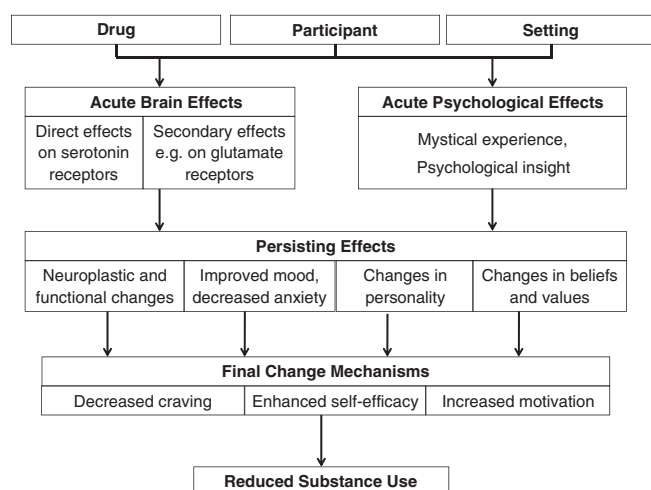 Drug
Participant
Setting
Acute Brain Effects
Direct effects
on serotonin
receptors
Secondary effects
e.g. on glutamate
receptors
Acute Psychological Effects
Mystical experience,
Psychological insight
Persisting Effects
Neuroplastic and
functional changes
Improved mood,
decreased anxiety
Changes in
personality
Changes in beliefs
and values
Final Change Mechanisms
Decreased craving
Enhanced self-efficacy
Increased motivation
Reduced Substance Use